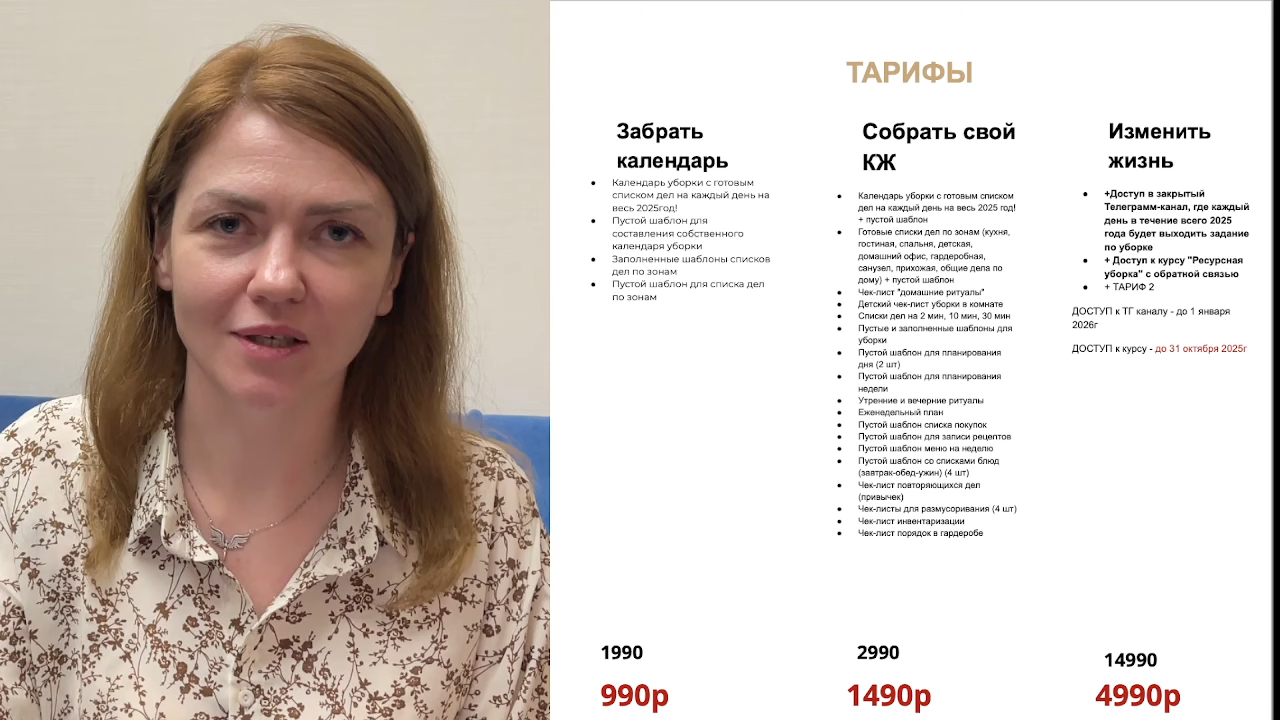 ТАРИФЫ
Забрать
календарь
● Календарь уборки с готовым
списком дел на каждый день на
весь 2025год!
● Пустой шаблон для
составления собственного
календаря уборки
● Заполненные шаблоны списков
дел по зонам
● Пустой шаблон для списка дел
по зонам
1990
990р
Собрать свой
КЖ
● Календарь уборки с готовым списком
дел на каждый день на весь 2025 год!
+ пустой шаблон
● Готовые списки дел по зонам (кухня,
гостиная, спальня, детская,
домашний офис, гардеробная,
санузел, прихожая, общие дела по
дому) + пустой шаблон
● Чек-лист "домашние ритуалы"
● Детский чек-лист уборки в комнате
● Списки дел на 2 мин, 10 мин, 30 мин
● Пустые и заполненные шаблоны для
уборки
● Пустой шаблон для планирования
дня (2 шт)
● Пустой шаблон для планирования
недели
● Утренние и вечерние ритуалы
● Еженедельный план
● Пустой шаблон списка покупок
● Пустой шаблон для записи рецептов
● Пустой шаблон меню на неделю
● Пустой шаблон со списками блюд
(завтрак-обед-ужин) (4 шт)
● Чек-лист повторяющихся дел
(привычек)
● Чек-листы для размусоривания (4 шт)
● Чек-лист инвентаризации
● Чек-лист порядок в гардеробе
2990
1490р
Изменить
жизнь
● +Доступ в закрытый
Телеграмм-канал, где каждый
день в течение всего 2025
года будет выходить задание
по уборке
● + Доступ к курсу "Ресурсная
уборка" с обратной связью
● + ТАРИФ 2
ДОСТУП к ТГ каналу - до 1 января
2026г
ДОСТУП к курсу - до 31 октября 2025г
14990
4990р